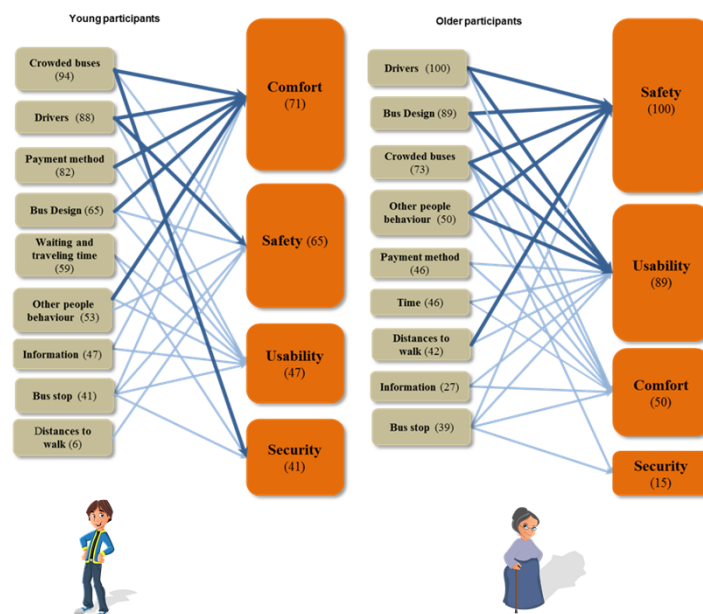 Young participants
Crowded buses
(94)
Drivers (88)
Payment method
(82)
Bus Design (65)
Waiting and
traveling time
(59)
Other people
behaviour (53)
Information (47)
Bus stop (41)
Distances to
walk (6)
Comfort
(71)
Safety (65)
Usability
(47)
Security
(41)
Older participants
Drivers (100)
Bus Design (89)
Crowded buses
(73)
Other people
behaviour (50)
Payment method
(46)
Time (46)
Distances to
walk (42)
Information (27)
Bus stop (39)
Safety
(100)
Usability
(89)
Comfort
(50)
Security
(15)